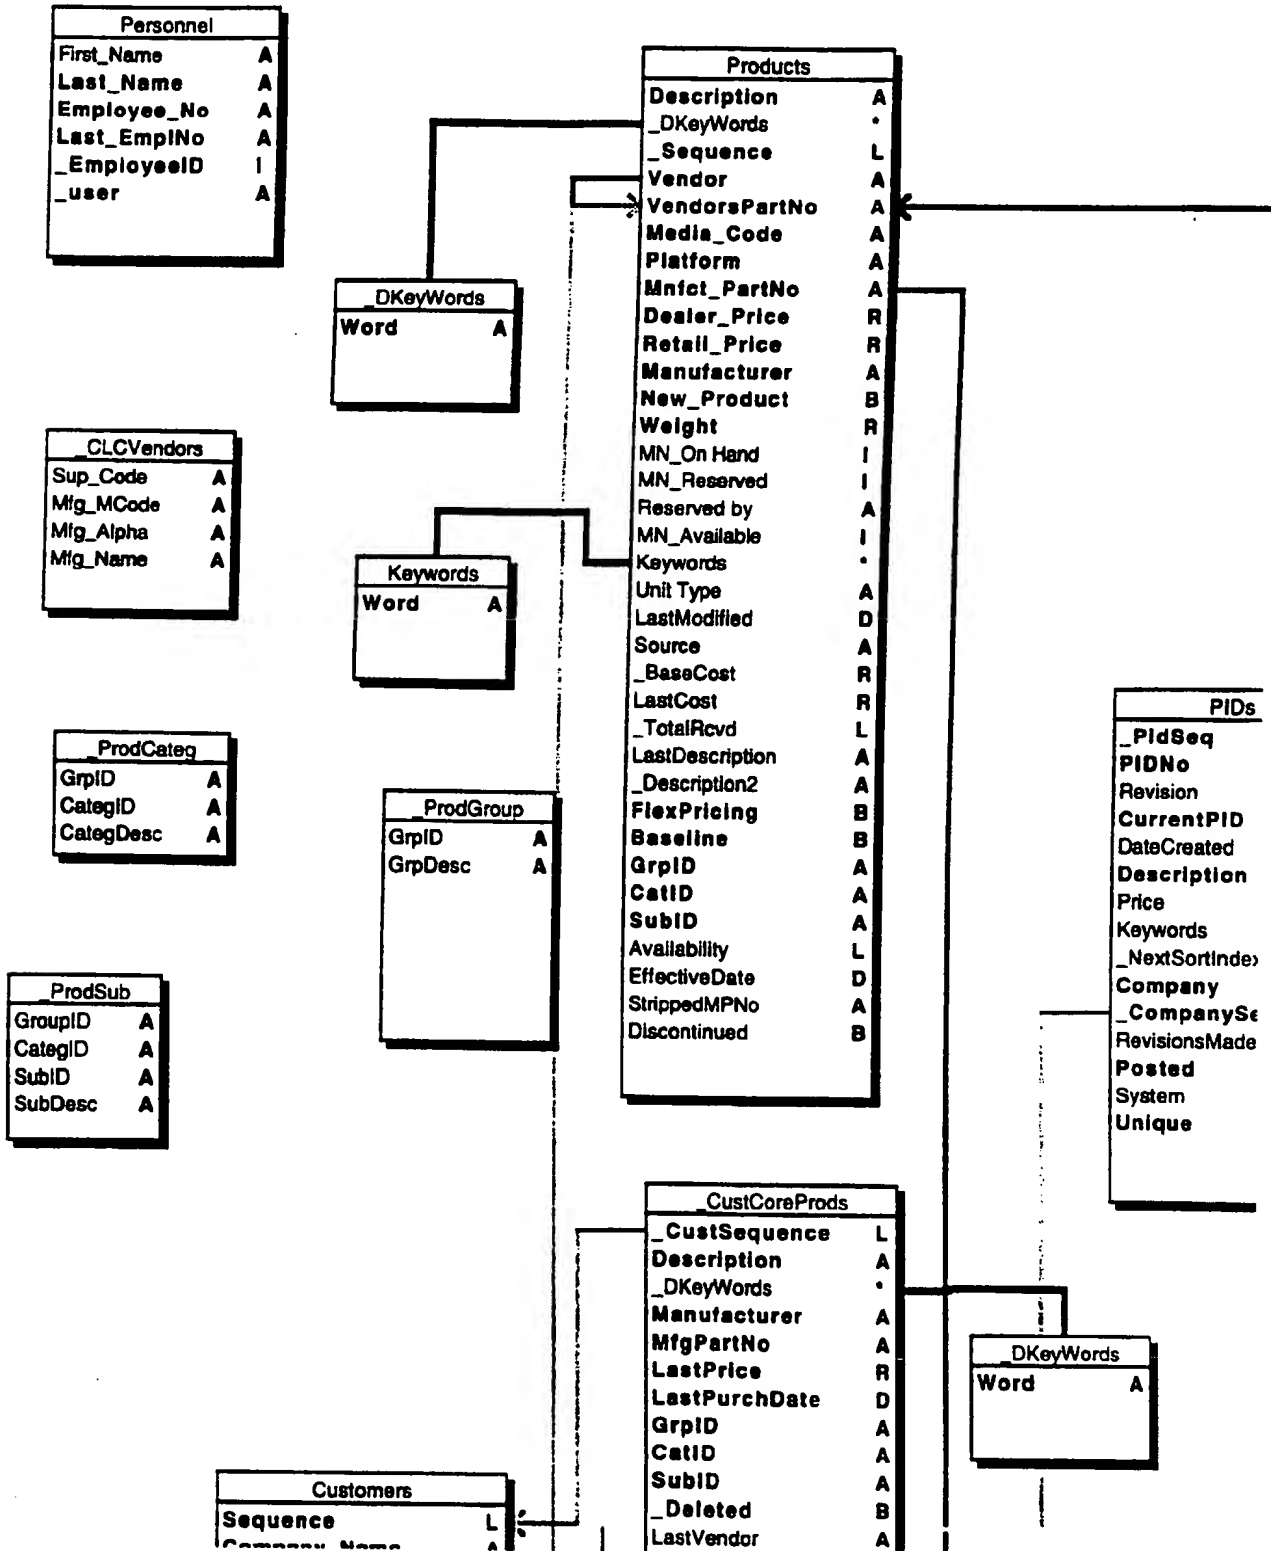 Personnel
First_Name A
Last_Name A
Employee_No A
Last_EmplNo A
_EmployeeID I
_user A
Products
Description A
_DKeyWords *
_Sequence L
Vendor A
VendorsPartNo A
Media_Code A
Platform A
Mnfct_PartNo A
Dealer_Price R
Retail_Price R
Manufacturer A
New_Product B
Weight R
MN_On Hand I
MN_Reserved I
Reserved by A
MN_Available I
Keywords *
Unit Type A
LastModified D
Source A
_BaseCost R
LastCost R
_TotalRcvd L
LastDescription A
_Description2 A
FlexPricing B
Baseline B
GrpID A
CatID A
SubID A
Availability L
EffectiveDate D
StrippedMPNo A
Discontinued B
_DKeyWords
Word A
_CLCVendors
Sup_Code A
Mfg_MCode A
Mfg_Alpha A
Mfg_Name A
Keywords
Word A
_ProdCateg
GrpID A
CategID A
CategDesc A
_ProdGroup
GrpID A
GrpDesc A
_ProdSub
GroupID A
CategID A
SubID A
SubDesc A
PIDs
_PidSeq
PIDNo
Revision
CurrentPID
DateCreated
Description
Price
Keywords
_NextSortIndex
Company
_CompanySe
RevisionsMade
Posted
System
Unique
_CustCoreProds
_CustSequence L
Description A
_DKeyWords *
Manufacturer A
MfgPartNo A
LastPrice R
LastPurchDate D
GrpID A
CatID A
SubID A
_Deleted B
LastVendor A
_DKeyWords
Word A
Customers
Sequence L
Company_Name A